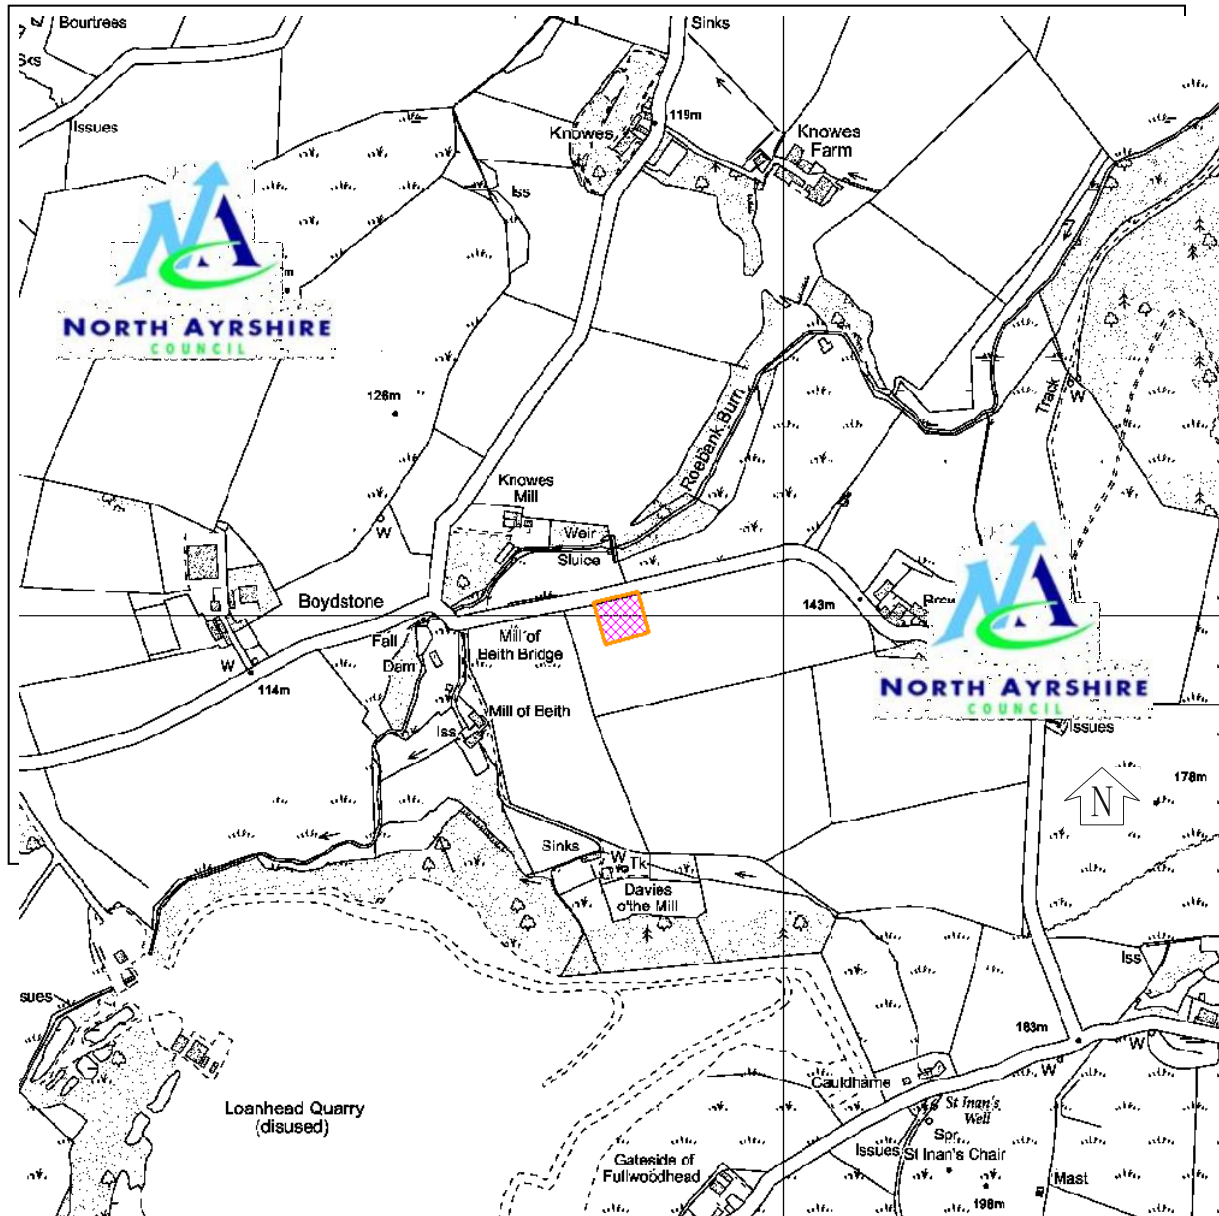 Bourtrees
Sinks
Sks
Issues
119m
Knowes
Knowes
Farm
Iss
m
NORTH AYRSHIRE
COUNCIL
126m
Track
W
Roebank Burn
Knowes
Mill
W
Weir
Sluice
Boydstone
143m
Fall
Mill of
Beith Bridge
Dam
W
114m
NORTH AYRSHIRE
COUNCIL
Mill of Beith
Iss
Issues
178m
N
Sinks
W
Tk
Davies
o'the Mill
Iss
sues
183m
W
W
Cauldhame
Loanhead Quarry
(disused)
St Inan's
Well
Spr
Issues
St Inan's Chair
Gateside of
Fullwoodhead
Mast
198m